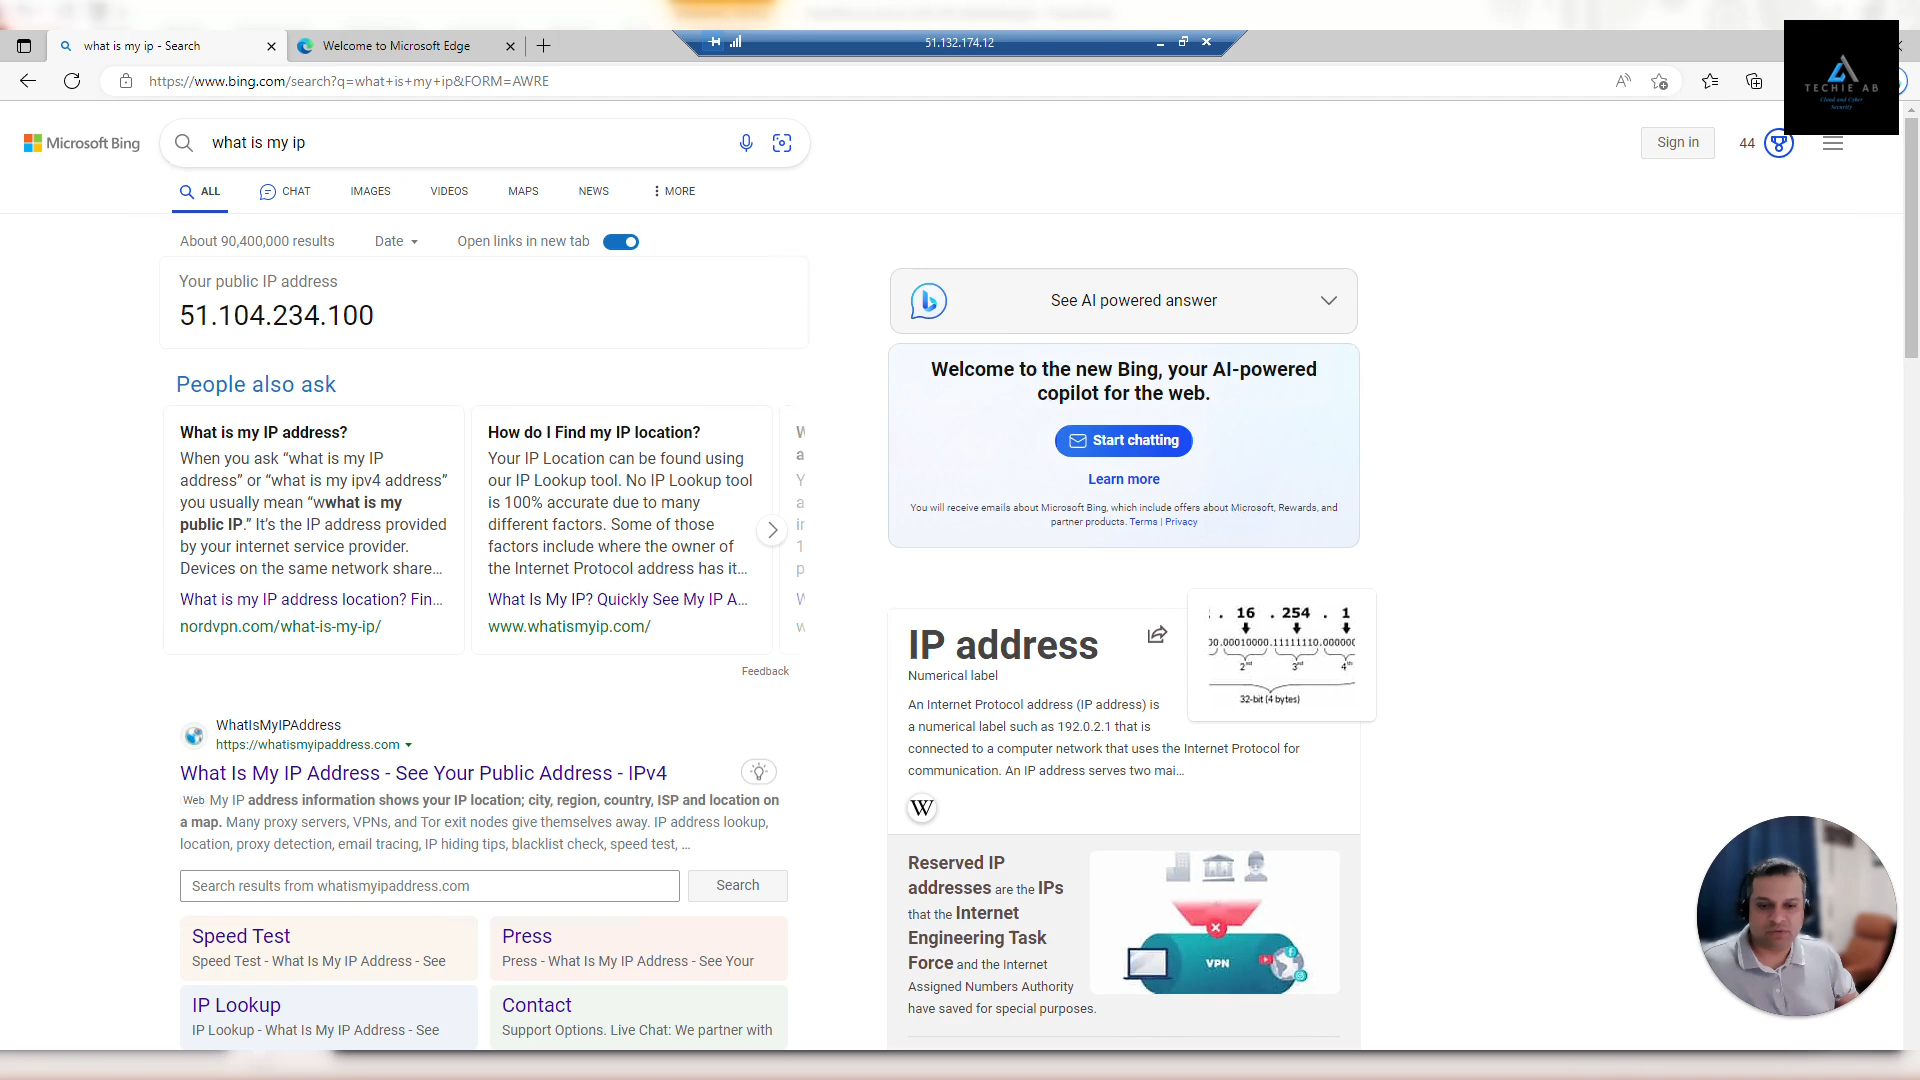 what is my ip - Search
Welcome to Microsoft Edge
51.132.174.12
https://www.bing.com/search?q=what+is+my+ip&FORM=AWRE
TECHIE AB
Cloud and Cyber
Security
Microsoft Bing
what is my ip
Sign in
44
ALL
CHAT
IMAGES
VIDEOS
MAPS
NEWS
MORE
About 90,400,000 results
Date
Open links in new tab
Your public IP address
51.104.234.100
People also ask
What is my IP address?
When you ask “what is my IP
address” or “what is my ipv4 address”
you usually mean “wwhat is my
public IP.” It’s the IP address provided
by your internet service provider.
Devices on the same network share...
What is my IP address location? Fin...
nordvpn.com/what-is-my-ip/
How do I Find my IP location?
Your IP Location can be found using
our IP Lookup tool. No IP Lookup tool
is 100% accurate due to many
different factors. Some of those
factors include where the owner of
the Internet Protocol address has it...
What Is My IP? Quickly See My IP A...
www.whatismyip.com/
Feedback
WhatIsMyIPAddress
https://whatismyipaddress.com
What Is My IP Address - See Your Public Address - IPv4
Web My IP address information shows your IP location; city, region, country, ISP and location on
a map. Many proxy servers, VPNs, and Tor exit nodes give themselves away. IP address lookup,
location, proxy detection, email tracing, IP hiding tips, blacklist check, speed test, ...
Search results from whatismyipaddress.com
Search
Speed Test
Speed Test - What Is My IP Address - See
Press
Press - What Is My IP Address - See Your
IP Lookup
IP Lookup - What Is My IP Address - See
Contact
Support Options. Live Chat: We partner with
See AI powered answer
Welcome to the new Bing, your AI-powered
copilot for the web.
Start chatting
Learn more
You will receive emails about Microsoft Bing, which include offers about Microsoft, Rewards, and
partner products. Terms | Privacy
IP address
Numerical label
An Internet Protocol address (IP address) is
a numerical label such as 192.0.2.1 that is
connected to a computer network that uses the Internet Protocol for
communication. An IP address serves two mai...
W
. 16 . 254 . 1
00.00010000.11111110.000000
2nd 3rd 4th
32-bit (4 bytes)
Reserved IP
addresses are the IPs
that the Internet
Engineering Task
Force and the Internet
Assigned Numbers Authority
have saved for special purposes.
VPN